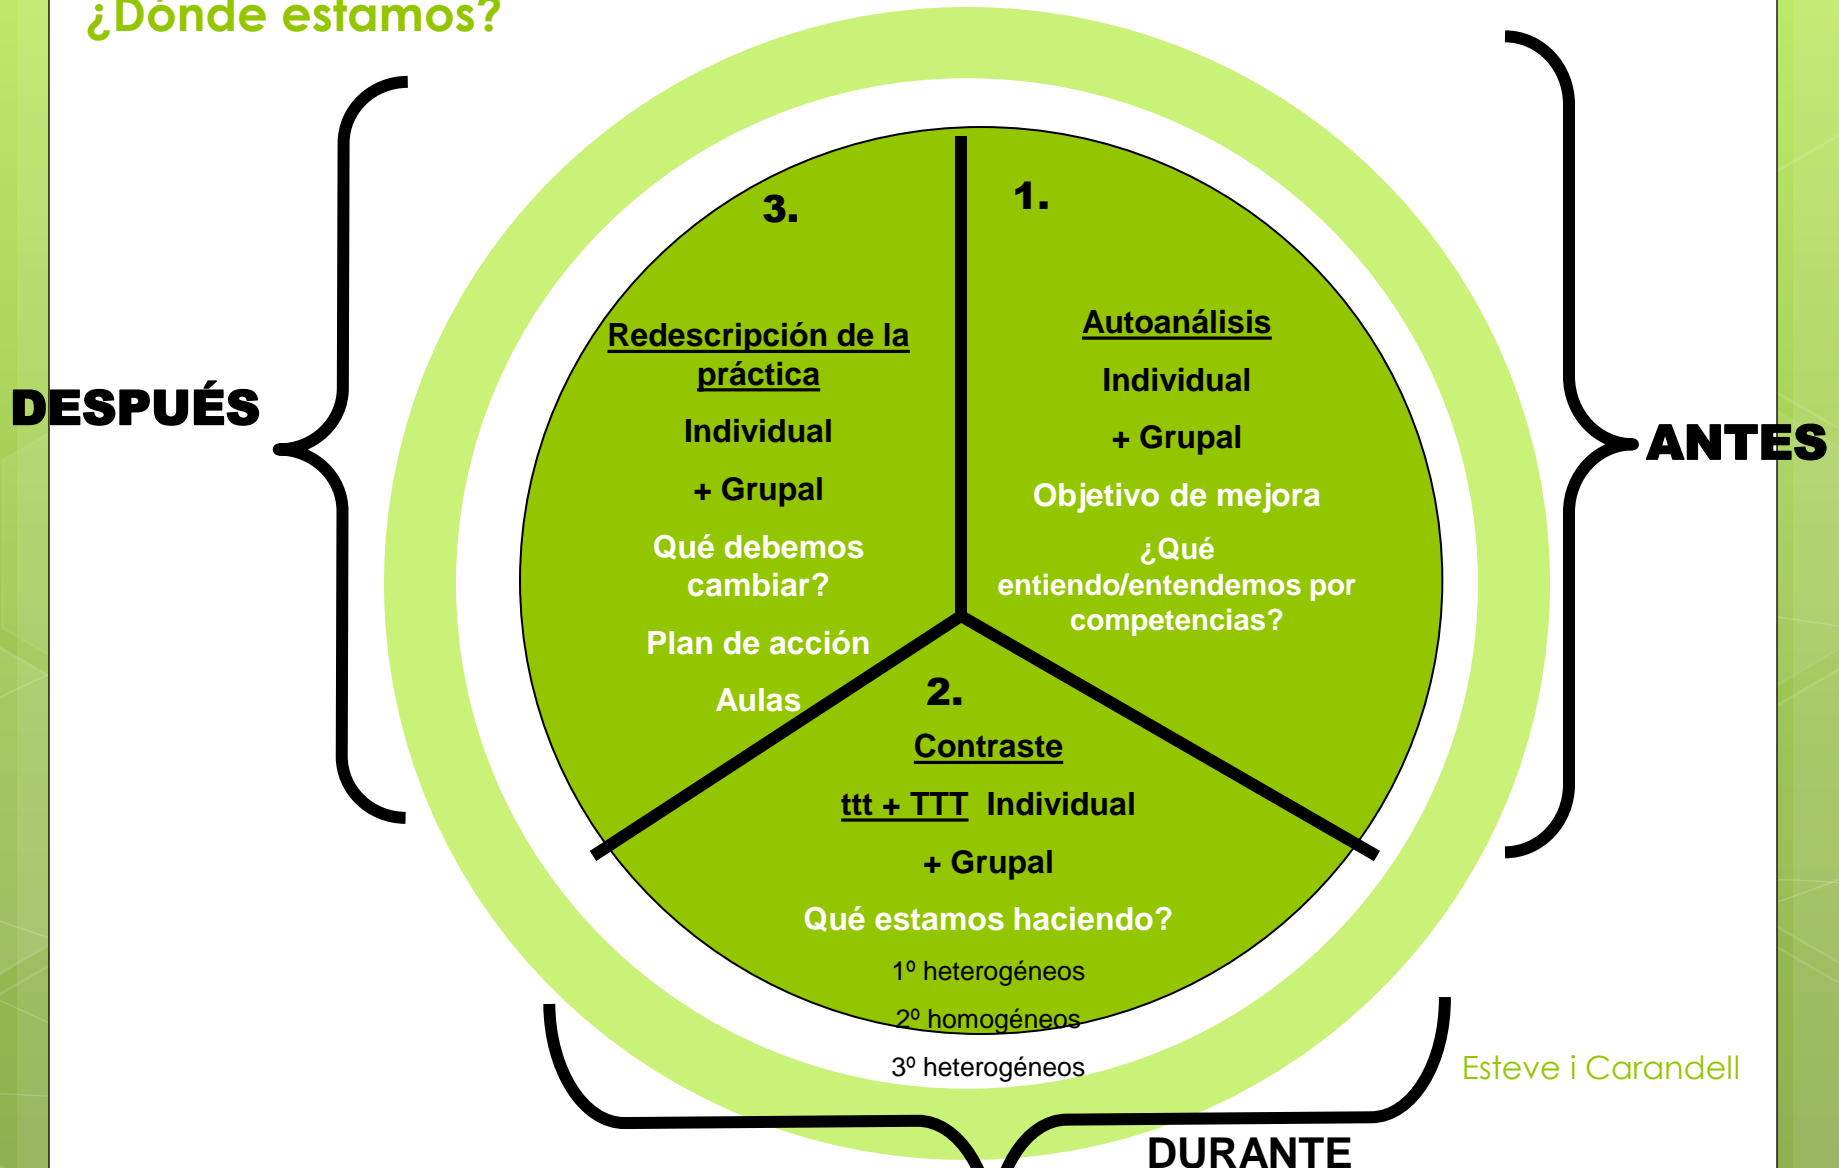 ¿Dónde estamos?
DESPUÉS
3.
Redescripción de la
práctica
Individual
+ Grupal
Qué debemos
cambiar?
Plan de acción
Aulas
1.
Autoanálisis
Individual
+ Grupal
Objetivo de mejora
¿Qué
entiendo/entendemos por
competencias?
ANTES
2.
Contraste
ttt + TTT Individual
+ Grupal
Qué estamos haciendo?
1º heterogéneos
2º homogéneos
3º heterogéneos
Esteve i Carandell
DURANTE